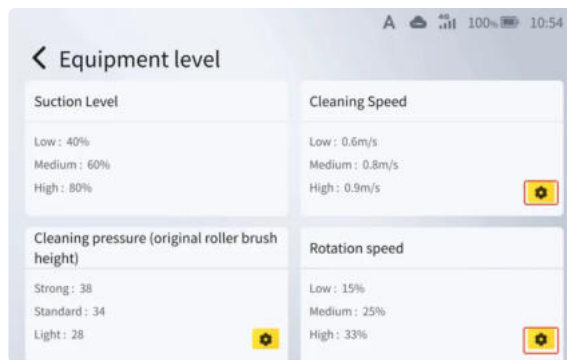 A 4G 100% 10:54
Equipment level
Suction Level
Low : 40%
Medium : 60%
High : 80%
Cleaning Speed
Low : 0.6m/s
Medium : 0.8m/s
High : 0.9m/s
Cleaning pressure (original roller brush
height)
Strong : 38
Standard : 34
Light : 28
Rotation speed
Low : 15%
Medium : 25%
High : 33%